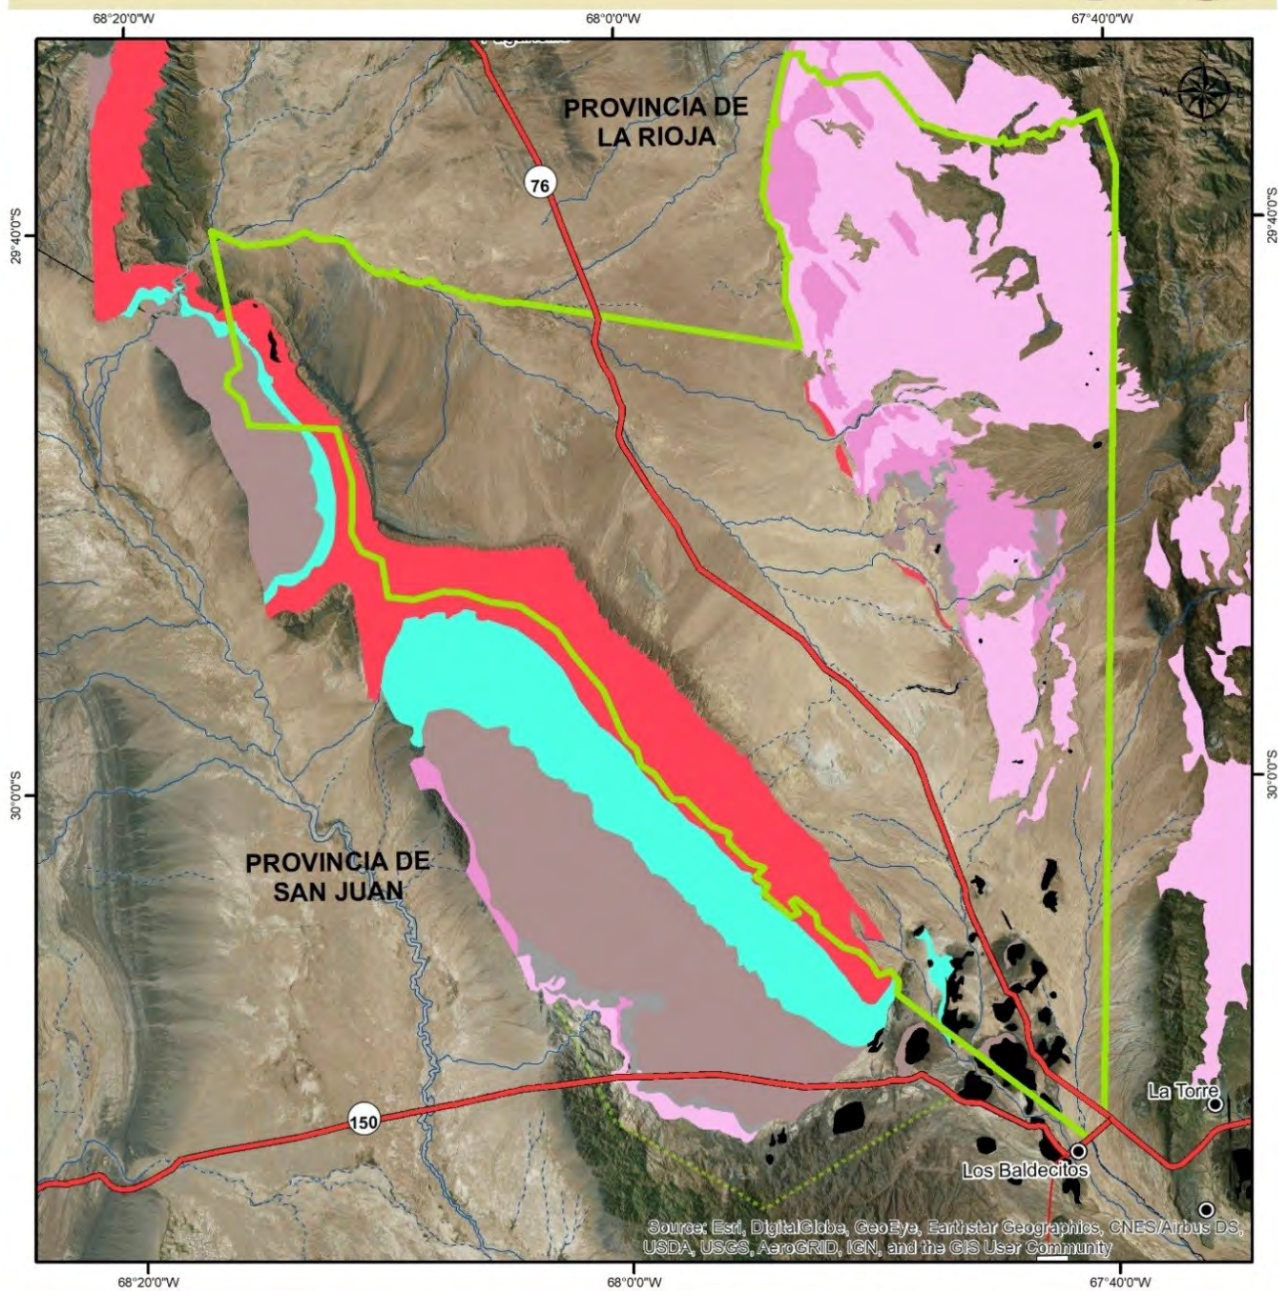 68°20'0"W
68°0'0"W
67°40'0"W
PROVINCIA DE
LA RIOJA
W
S
76
29°40'0"S
29°40'0"S
30°0'0"S
30°0'0"S
PROVINCIA DE
SAN JUAN
150
La Torre
Los Baldecitos
Source: Esri, DigitalGlobe, GeoEye, Earthstar Geographics, CNES/Airbus DS,
USDA, USGS, AeroGRID, IGN, and the GIS User Community
68°20'0"W
68°0'0"W
67°40'0"W